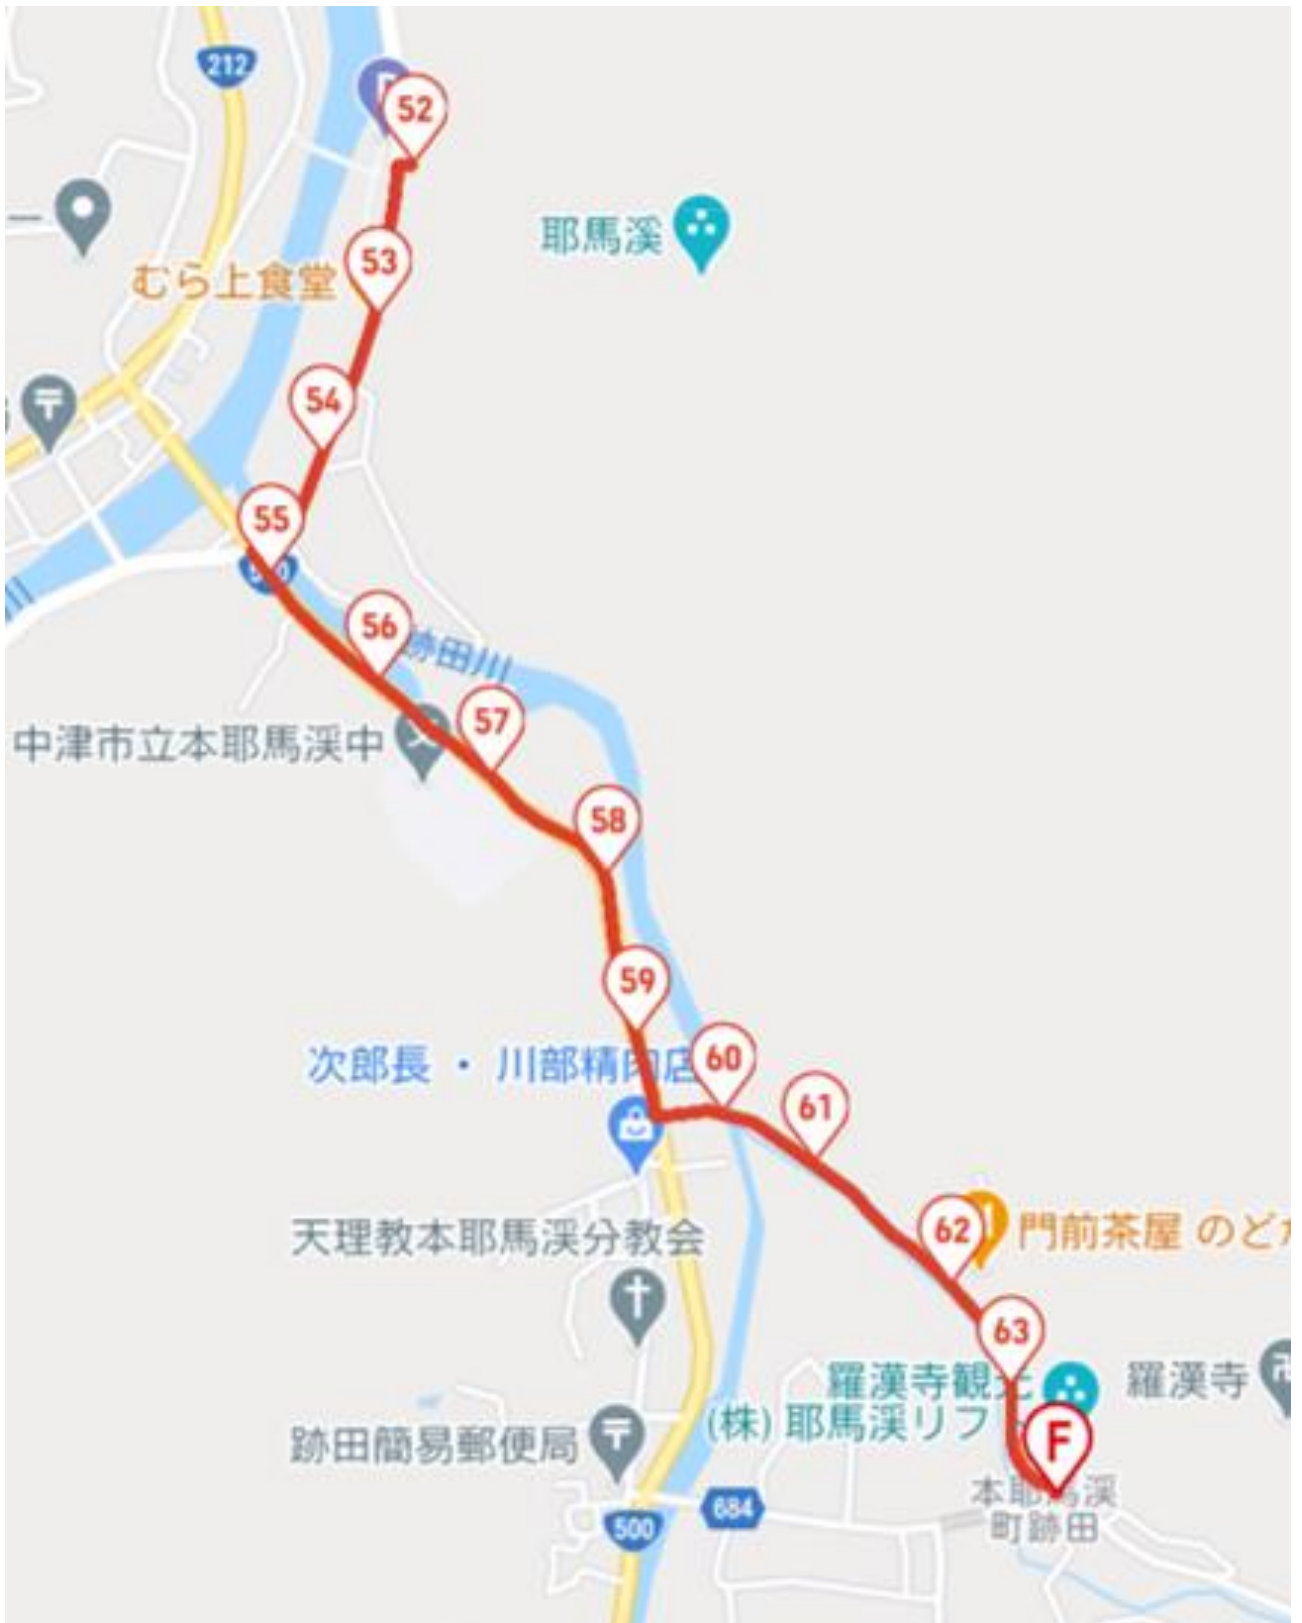 212
52
耶馬溪
53
むら上食堂
54
55
56
跡田川
57
中津市立本耶馬渓中
58
59
次郎長 ・ 川部精肉店
60
61
62
門前茶屋 のど
天理教本耶馬渓分教会
63
羅漢寺観光
(株) 耶馬渓リフト
羅漢寺
F
跡田簡易郵便局
684
本耶馬渓
町跡田
500